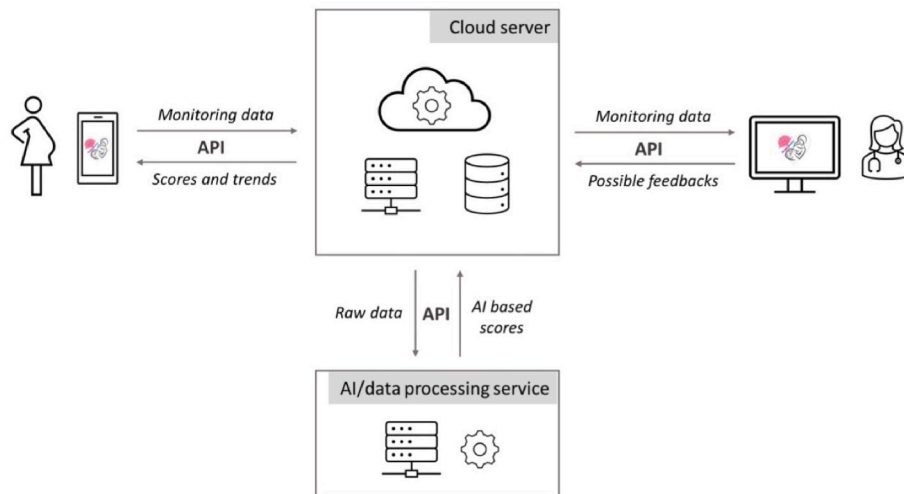 Cloud server
Monitoring data
API
Scores and trends
Monitoring data
API
Possible feedbacks
Raw data
API
AI based
scores
AI/data processing service